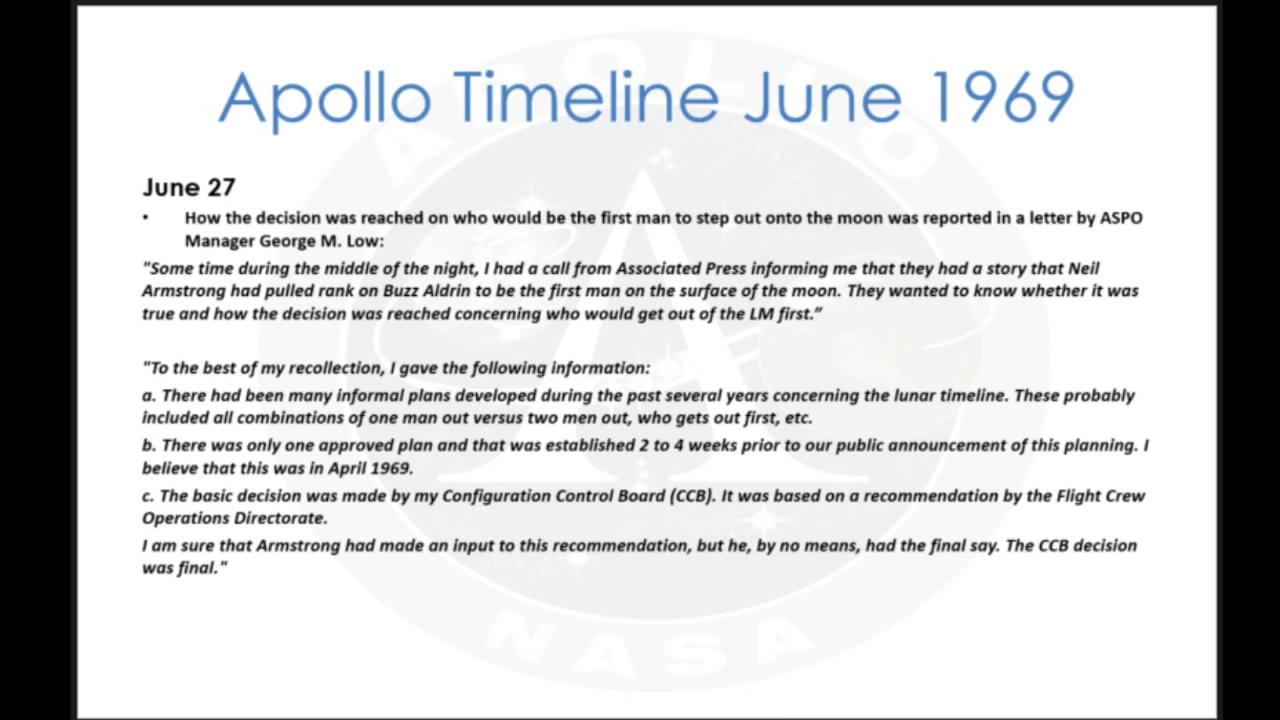 Apollo Timeline June 1969
June 27
• How the decision was reached on who would be the first man to step out onto the moon was reported in a letter by ASPO
Manager George M. Low:
"Some time during the middle of the night, I had a call from Associated Press informing me that they had a story that Neil
Armstrong had pulled rank on Buzz Aldrin to be the first man on the surface of the moon. They wanted to know whether it was
true and how the decision was reached concerning who would get out of the LM first.”
"To the best of my recollection, I gave the following information:
a. There had been many informal plans developed during the past several years concerning the lunar timeline. These probably
included all combinations of one man out versus two men out, who gets out first, etc.
b. There was only one approved plan and that was established 2 to 4 weeks prior to our public announcement of this planning. I
believe that this was in April 1969.
c. The basic decision was made by my Configuration Control Board (CCB). It was based on a recommendation by the Flight Crew
Operations Directorate.
I am sure that Armstrong had made an input to this recommendation, but he, by no means, had the final say. The CCB decision
was final."
APOLLO
NASA